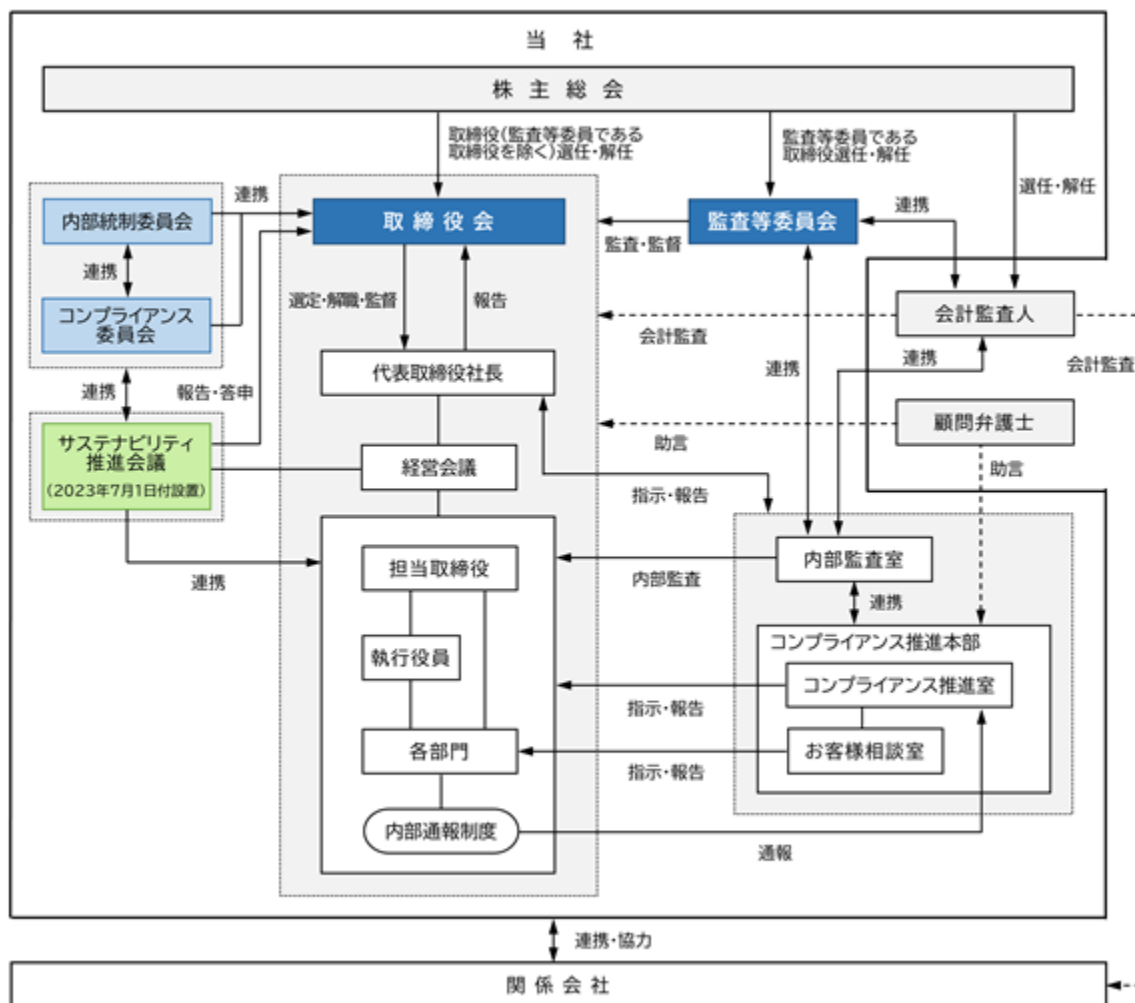 当社
株主総会
取締役(監査等委員である
取締役を除く)選任・解任
監査等委員である
取締役選任・解任
選任・解任
連携
内部統制委員会
取締役会
監査等委員会
連携
監査・監督
連携
選定・解職・監督
報告
コンプライアンス
委員会
会計監査人
会計監査
連携
会計監査
連携
代表取締役社長
連携
報告・答申
サステナビリティ
推進会議
(2023年7月1日付設置)
経営会議
顧問弁護士
助言
助言
指示・報告
内部監査室
担当取締役
連携
内部監査
連携
コンプライアンス推進本部
執行役員
コンプライアンス推進室
指示・報告
各部門
お客様相談室
指示・報告
内部通報制度
通報
連携・協力
関係会社